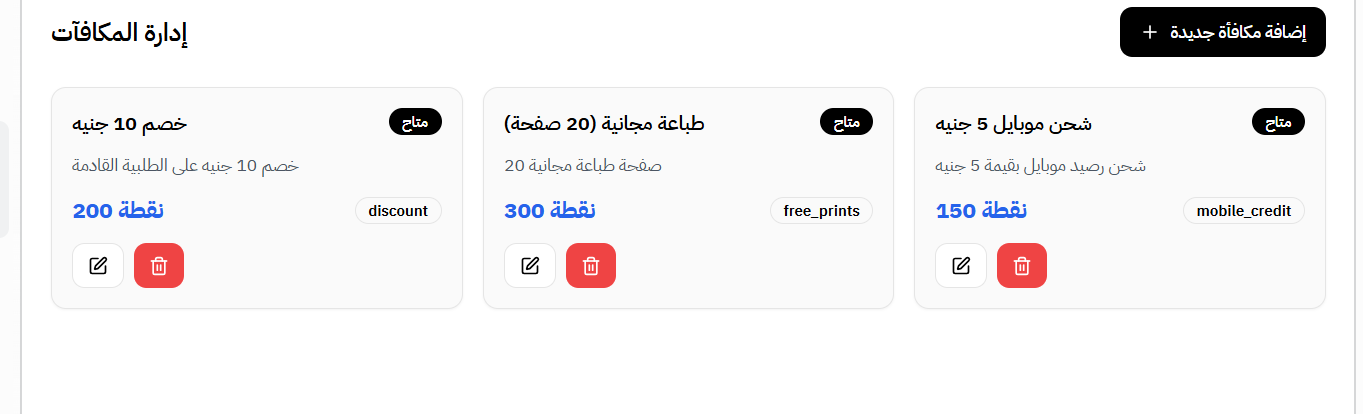 إدارة المكافآت
إضافة مكافأة جديدة
خصم 10 جنيه
متاح
خصم 10 جنيه على الطلبية القادمة
200 نقطة
discount
طباعة مجانية (20 صفحة)
متاح
20 صفحة طباعة مجانية
300 نقطة
free_prints
شحن موبايل 5 جنيه
متاح
شحن رصيد موبايل بقيمة 5 جنيه
150 نقطة
mobile_credit